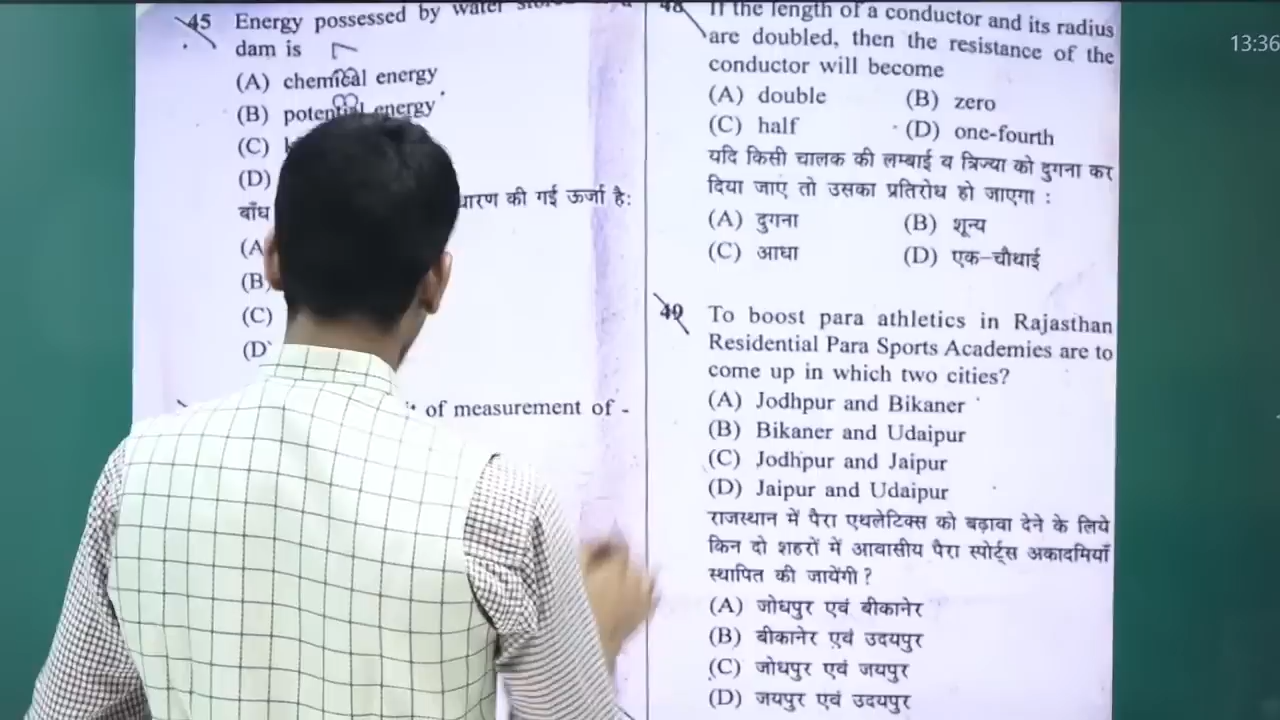 45 Energy possessed by water
dam is
(A) chemical energy
(B) potential energy
(C)
(D)
बाँध धारण की गई ऊर्जा है:
(A
(B)
(C)
(D
of measurement of -
48 If the length of a conductor and its radius
are doubled, then the resistance of the
conductor will become
(A) double (B) zero
(C) half (D) one-fourth
यदि किसी चालक की लम्बाई व त्रिज्या को दुगना कर
दिया जाए तो उसका प्रतिरोध हो जाएगा :
(A) दुगना (B) शून्य
(C) आधा (D) एक-चौथाई
49 To boost para athletics in Rajasthan
Residential Para Sports Academies are to
come up in which two cities?
(A) Jodhpur and Bikaner
(B) Bikaner and Udaipur
(C) Jodhpur and Jaipur
(D) Jaipur and Udaipur
राजस्थान में पैरा एथलेटिक्स को बढ़ावा देने के लिये
किन दो शहरों में आवासीय पैरा स्पोर्ट्स अकादमियाँ
स्थापित की जायेंगी ?
(A) जोधपुर एवं बीकानेर
(B) बीकानेर एवं उदयपुर
(C) जोधपुर एवं जयपुर
(D) जयपुर एवं उदयपुर
13:36